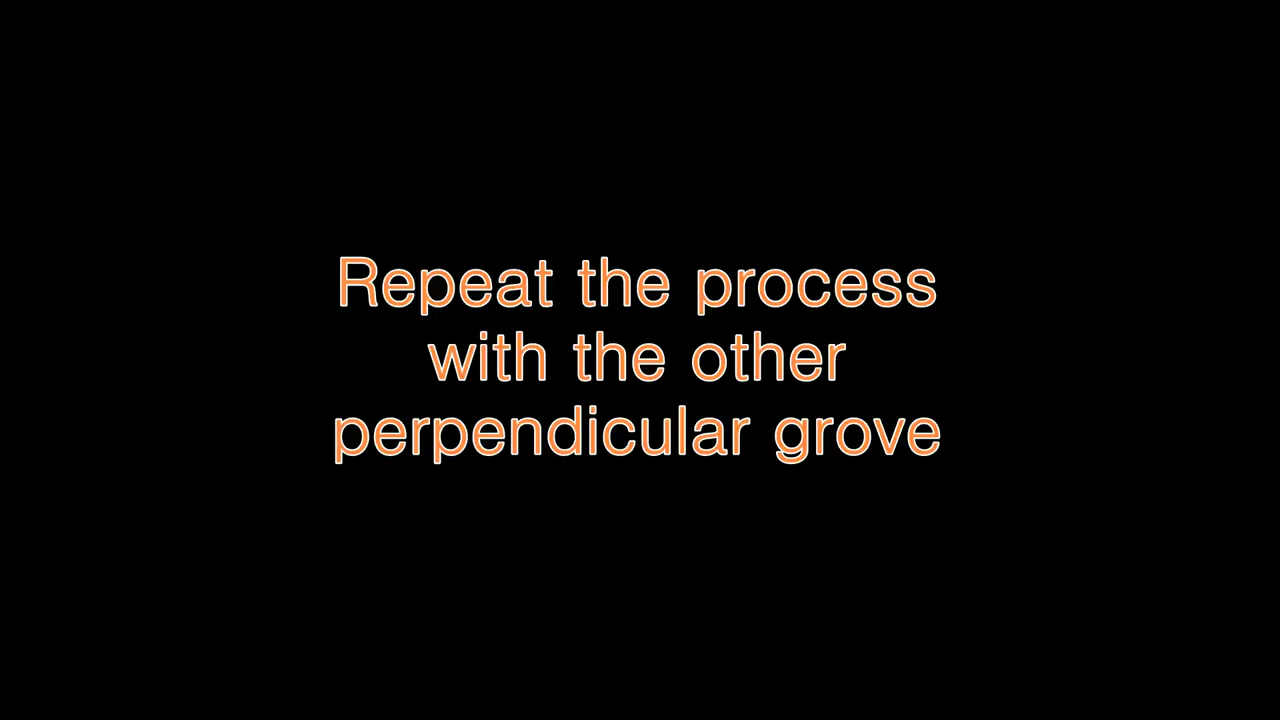 Repeat the process
with the other
perpendicular grove